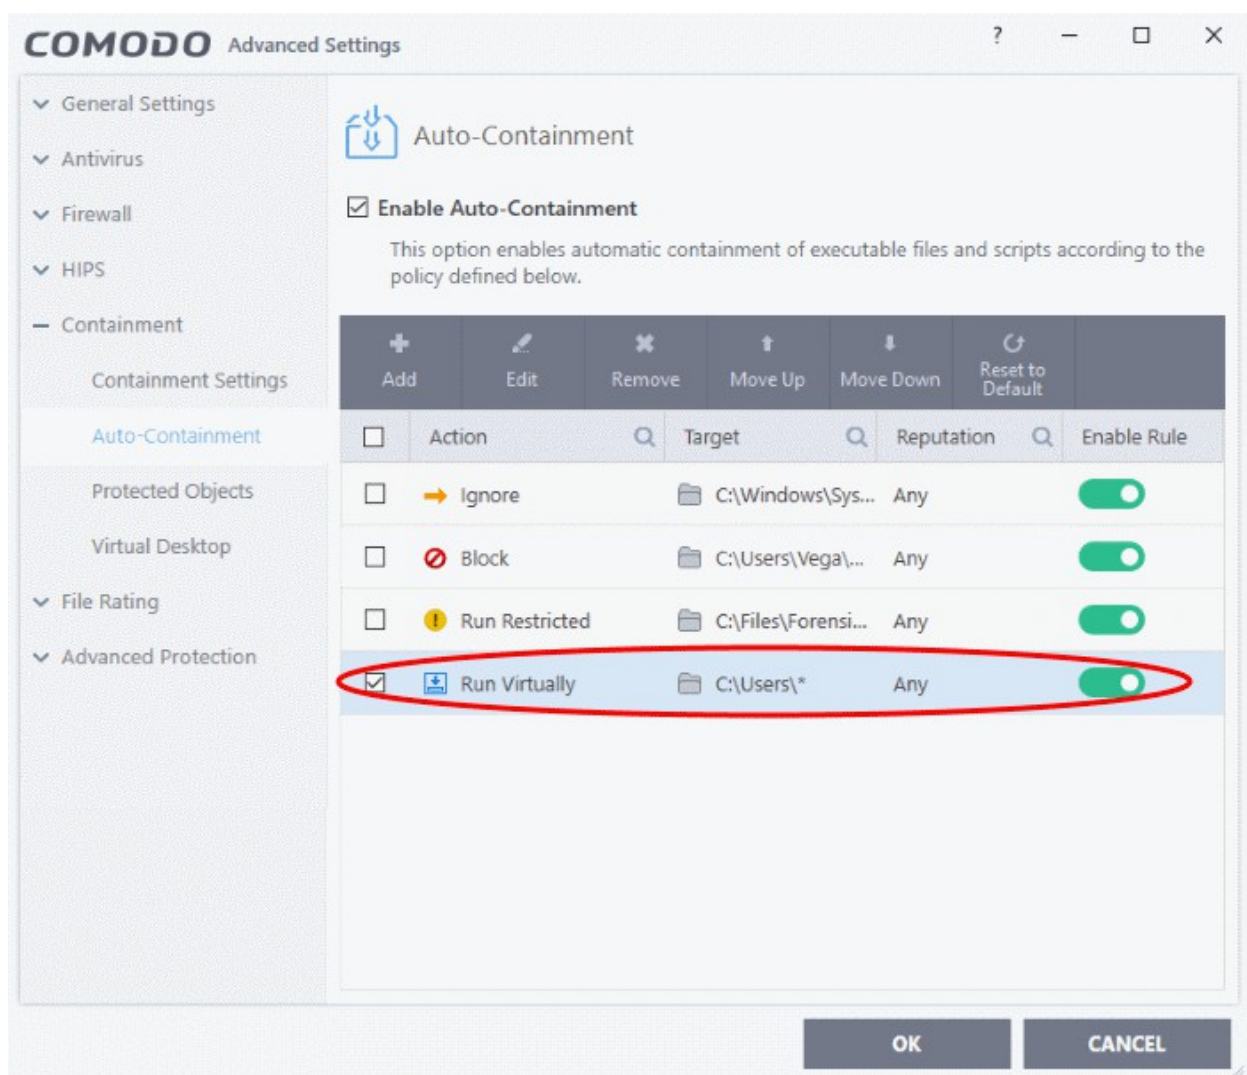 COMODO Advanced Settings ?
General Settings
Antivirus
Firewall
HIPS
Containment
Containment Settings
Auto-Containment
Protected Objects
Virtual Desktop
File Rating
Advanced Protection
Auto-Containment
Enable Auto-Containment
This option enables automatic containment of executable files and scripts according to the
policy defined below.
Add Edit Remove Move Up Move Down Reset to
Default
Action Target Reputation Enable Rule
Ignore C:\Windows\Sys... Any
Block C:\Users\Vega\... Any
Run Restricted C:\Files\Forensi... Any
Run Virtually C:\Users\* Any
OK CANCEL